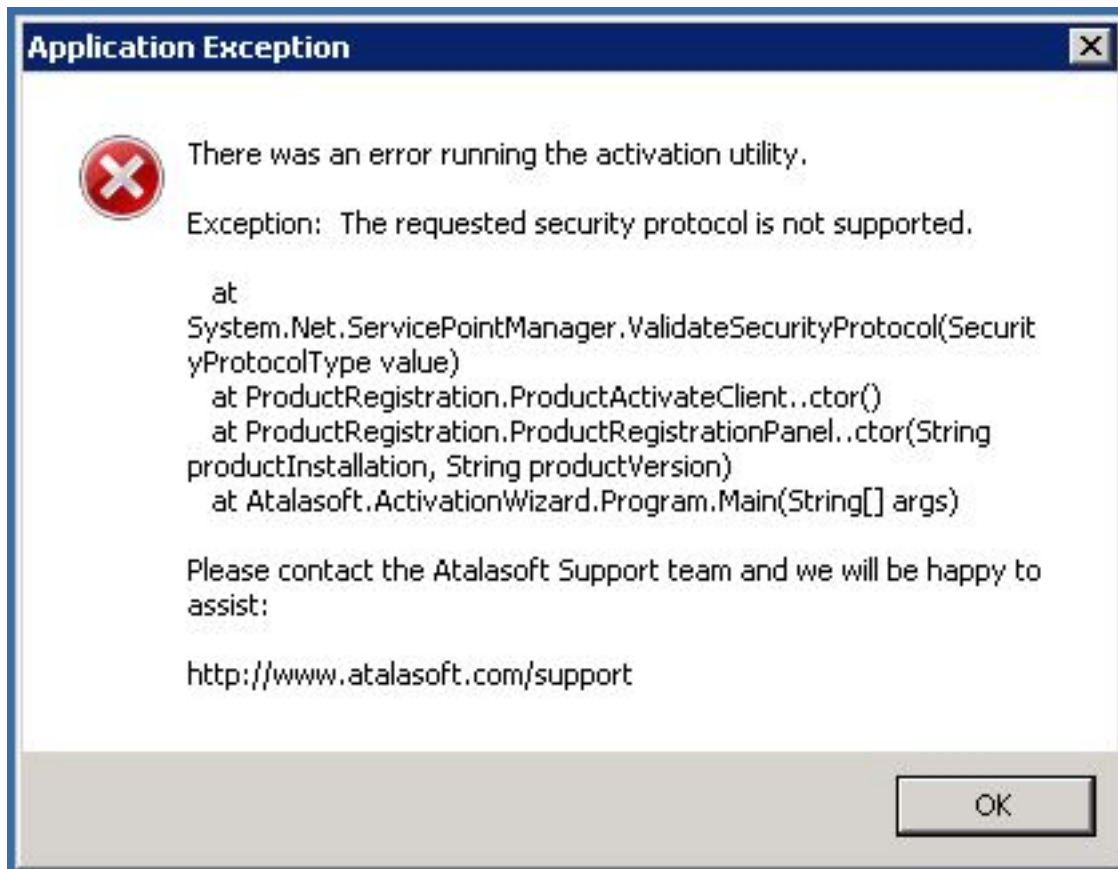 Application Exception
There was an error running the activation utility.
Exception:  The requested security protocol is not supported.
at
System.Net.ServicePointManager.ValidateSecurityProtocol(Securit
yProtocolType value)
at ProductRegistration.ProductActivateClient..ctor()
at ProductRegistration.ProductRegistrationPanel..ctor(String
productInstallation, String productVersion)
at Atalasoft.ActivationWizard.Program.Main(String[] args)
Please contact the Atalasoft Support team and we will be happy to
assist:
http://www.atalasoft.com/support
OK